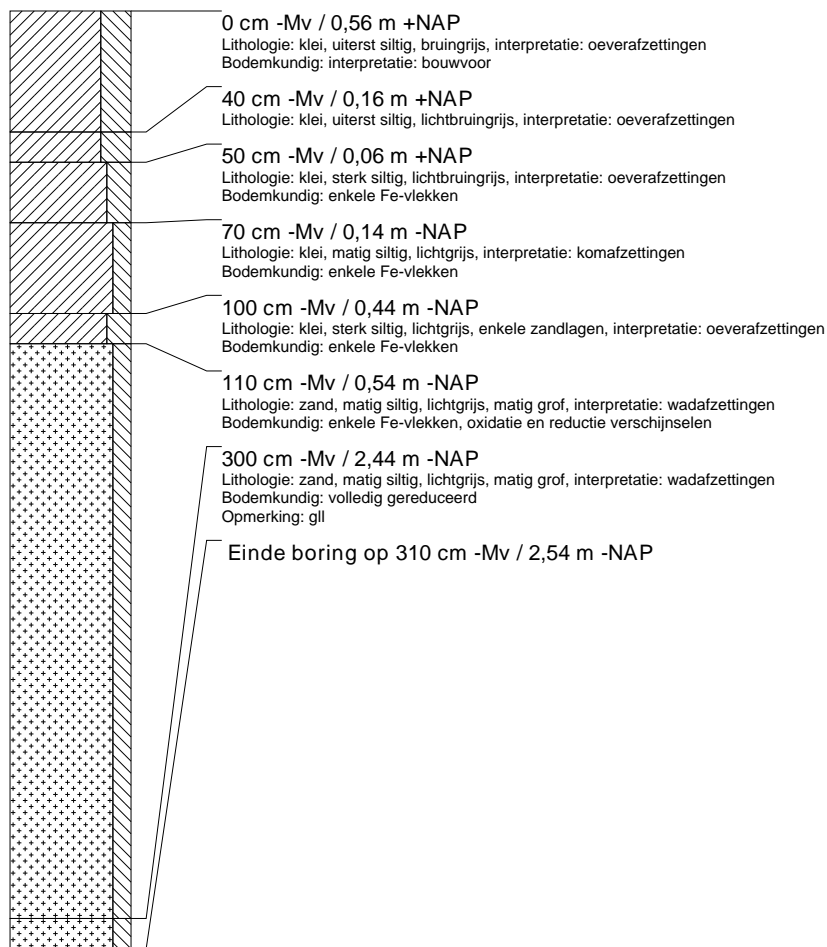 0 cm -Mv / 0,56 m +NAP
Lithologie: klei, uiterst siltig, bruingrijs, interpretatie: oeverafzettingen
Bodemkundig: interpretatie: bouwvoor
40 cm -Mv / 0,16 m +NAP
Lithologie: klei, uiterst siltig, lichtbruingrijs, interpretatie: oeverafzettingen
50 cm -Mv / 0,06 m +NAP
Lithologie: klei, sterk siltig, lichtbruingrijs, interpretatie: oeverafzettingen
Bodemkundig: enkele Fe-vlekken
70 cm -Mv / 0,14 m -NAP
Lithologie: klei, matig siltig, lichtgrijs, interpretatie: komafzettingen
Bodemkundig: enkele Fe-vlekken
100 cm -Mv / 0,44 m -NAP
Lithologie: klei, sterk siltig, lichtgrijs, enkele zandlagen, interpretatie: oeverafzettingen
Bodemkundig: enkele Fe-vlekken
110 cm -Mv / 0,54 m -NAP
Lithologie: zand, matig siltig, lichtgrijs, matig grof, interpretatie: wadafzettingen
Bodemkundig: enkele Fe-vlekken, oxidatie en reductie verschijnselen
300 cm -Mv / 2,44 m -NAP
Lithologie: zand, matig siltig, lichtgrijs, matig grof, interpretatie: wadafzettingen
Bodemkundig: volledig gereduceerd
Opmerking: gll
Einde boring op 310 cm -Mv / 2,54 m -NAP